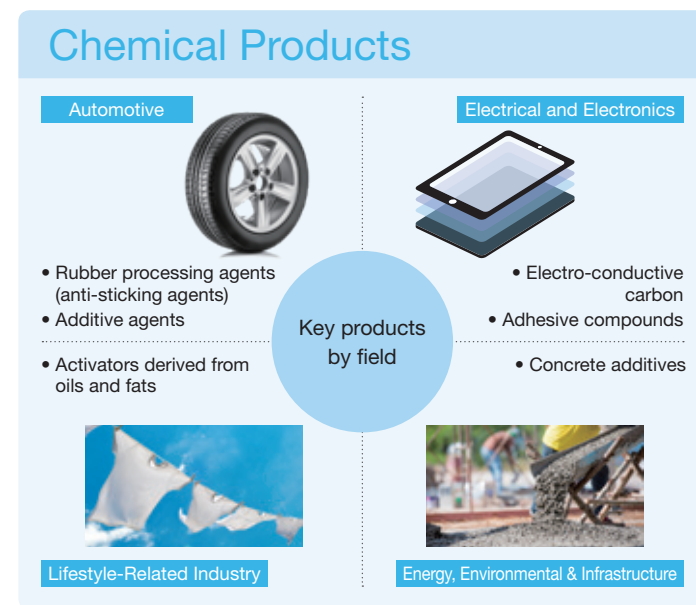 Chemical Products
Automotive
Electrical and Electronics
• Rubber processing agents
(anti-sticking agents)
• Additive agents
• Electro-conductive
carbon
• Adhesive compounds
Key products
by field
• Activators derived from
oils and fats
• Concrete additives
Lifestyle-Related Industry
Energy, Environmental & Infrastructure